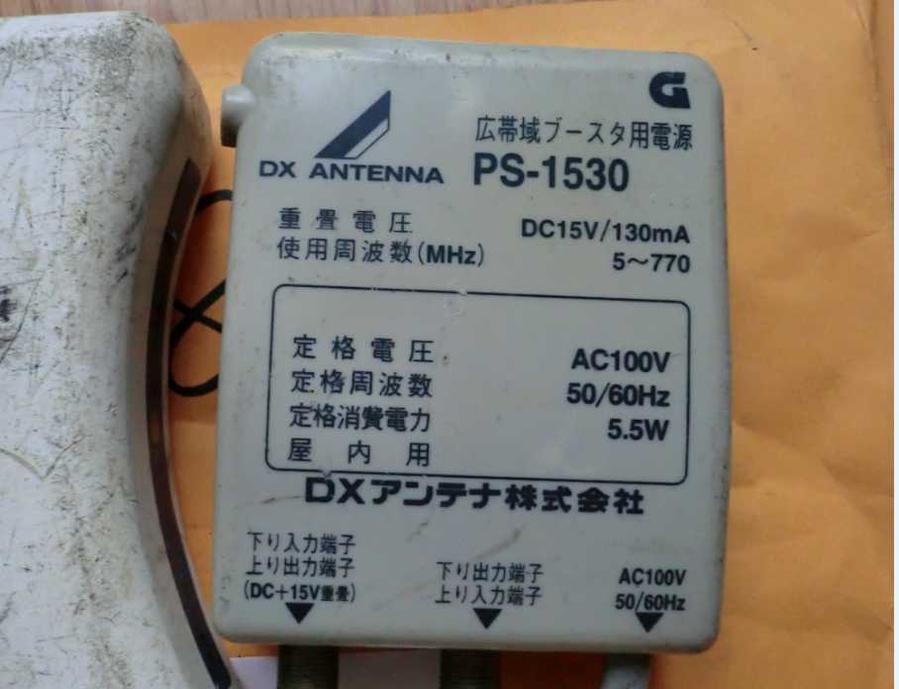 G
広帯域ブースタ用電源
DX ANTENNA
PS-1530
重畳電圧 DC15V/130mA
使用周波数(MHz) 5～770
定格電圧 AC100V
定格周波数 50/60Hz
定格消費電力 5.5W
屋内用
DXアンテナ株式会社
下り入力端子
上り出力端子
(DC+15V重畳)
下り出力端子
上り入力端子
AC100V
50/60Hz